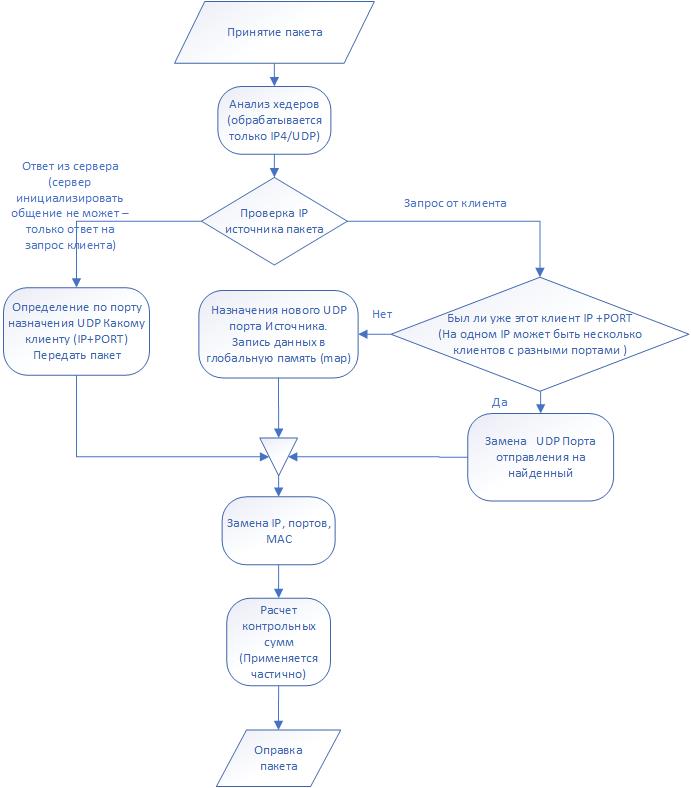 Принятие пакета
Анализ хедеров
(обрабатывается
только IP4/UDP)
Ответ из сервера
(сервер
инициализировать
общение не может –
только ответ на
запрос клиента)
Проверка IP
источника пакета
Запрос от клиента
Определение по порту
назначения UDP Какому
клиенту (IP+PORT)
Передать пакет
Назначения нового UDP
порта Источника.
Запись данных в
глобальную память (map)
Нет
Был ли уже этот клиент IP +PORT
(На одном IP может быть несколько
клиентов с разными портами )
Да
Замена UDP Порта
отправления на
найденный
Замена IP, портов,
MAC
Расчет
контрольных
сумм
(Применяется
частично)
Оправка
пакета